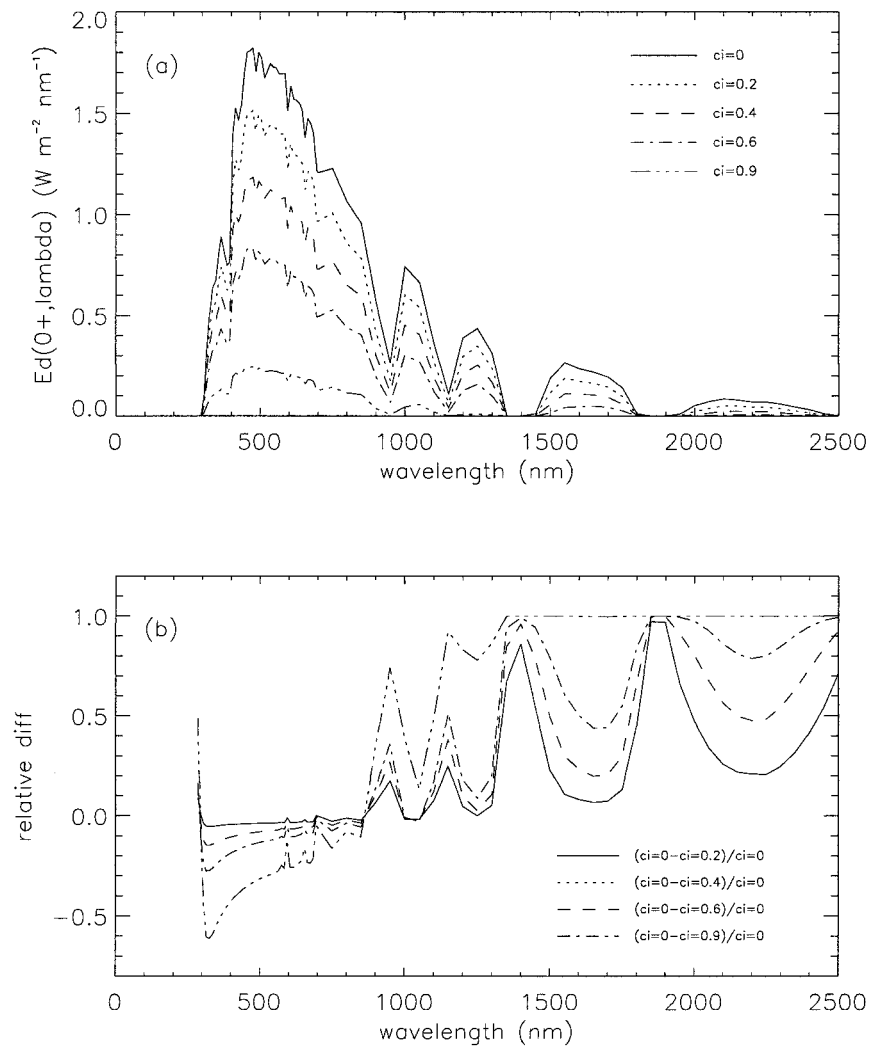 2.0
1.5
1.0
0.5
0.0
Ed(0+,lambda) (W m⁻² nm⁻¹)
(a)
ci=0
ci=0.2
ci=0.4
ci=0.6
ci=0.9
0 500 1000 1500 2000 2500
wavelength (nm)
1.0
0.5
0.0
−0.5
relative diff
(b)
(ci=0−ci=0.2)/ci=0
(ci=0−ci=0.4)/ci=0
(ci=0−ci=0.6)/ci=0
(ci=0−ci=0.9)/ci=0
0 500 1000 1500 2000 2500
wavelength (nm)